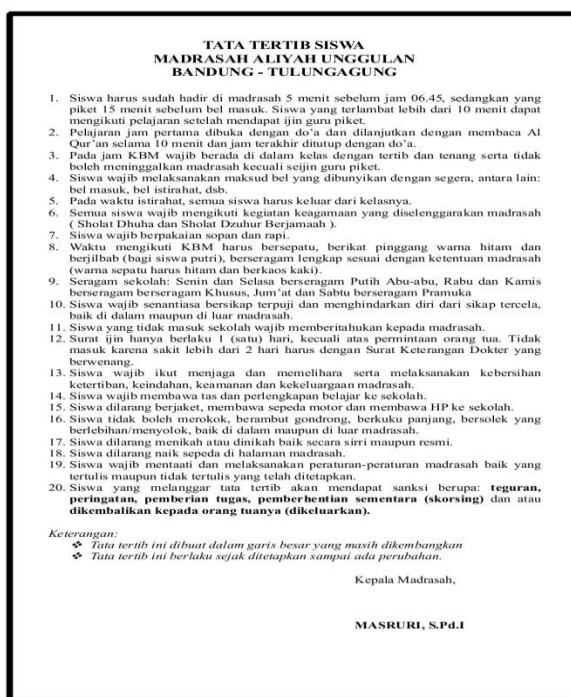 TATA TERTIB SISWA
MADRASAH ALIYAH UNGGULAN
BANDUNG - TULUNGAGUNG
1. Siswa harus sudah hadir di madrasah 5 menit sebelum jam 06.45, sedangkan yang
piket 15 menit sebelum bel masuk. Siswa yang terlambat lebih dari 10 menit dapat
mengikuti pelajaran setelah mendapat ijin guru piket.
2. Pelajaran jam pertama dibuka dengan do'a dan dilanjutkan dengan membaca Al
Qur'an selama 10 menit dan jam terakhir ditutup dengan do'a.
3. Pada jam KBM wajib berada di dalam kelas dengan tertib dan tenang serta tidak
boleh meninggalkan madrasah kecuali seijin guru piket.
4. Siswa wajib melaksanakan maksud bel yang dibunyikan dengan segera, antara lain:
bel masuk, bel istirahat, dsb.
5. Pada waktu istirahat, semua siswa harus keluar dari kelasnya.
6. Semua siswa wajib mengikuti kegiatan keagamaan yang diselenggarakan madrasah
( Sholat Dhuha dan Sholat Dzuhur Berjamaah ).
7. Siswa wajib berpakaian sopan dan rapi.
8. Waktu mengikuti KBM harus bersepatu, berikat pinggang warna hitam dan
berjilbab (bagi siswa putri), berseragam lengkap sesuai dengan ketentuan madrasah
(warna sepatu harus hitam dan berkaos kaki).
9. Seragam sekolah: Senin dan Selasa berseragam Putih Abu-abu, Rabu dan Kamis
berseragam berseragam Khusus, Jum'at dan Sabtu berseragam Pramuka
10. Siswa wajib senantiasa bersikap terpuji dan menghindarkan diri dari sikap tercela,
baik di dalam maupun di luar madrasah.
11. Siswa yang tidak masuk sekolah wajib memberitahukan kepada madrasah.
12. Surat ijin hanya berlaku 1 (satu) hari, kecuali atas permintaan orang tua. Tidak
masuk karena sakit lebih dari 2 hari harus dengan Surat Keterangan Dokter yang
berwenang.
13. Siswa wajib ikut menjaga dan memelihara serta melaksanakan kebersihan
ketertiban, keindahan, keamanan dan kekeluargaan madrasah.
14. Siswa wajib membawa tas dan perlengkapan belajar ke sekolah.
15. Siswa dilarang berjaket, membawa sepeda motor dan membawa HP ke sekolah.
16. Siswa tidak boleh merokok, berambut gondrong, berkuku panjang, bersolek yang
berlebihan/menyolok, baik di dalam maupun di luar madrasah.
17. Siswa dilarang menikah atau dinikah baik secara sirri maupun resmi.
18. Siswa dilarang naik sepeda di halaman madrasah.
19. Siswa wajib mentaati dan melaksanakan peraturan-peraturan madrasah baik yang
tertulis maupun tidak tertulis yang telah ditetapkan.
20. Siswa yang melanggar tata tertib akan mendapat sanksi berupa: teguran,
peringatan, pemberian tugas, pemberhentian sementara (skorsing) dan atau
dikembalikan kepada orang tuanya (dikeluarkan).
Keterangan:
❖ Tata tertib ini dibuat dalam garis besar yang masih dikembangkan
❖ Tata tertib ini berlaku sejak ditetapkan sampai ada perubahan.
Kepala Madrasah,
MASRURI, S.Pd.I